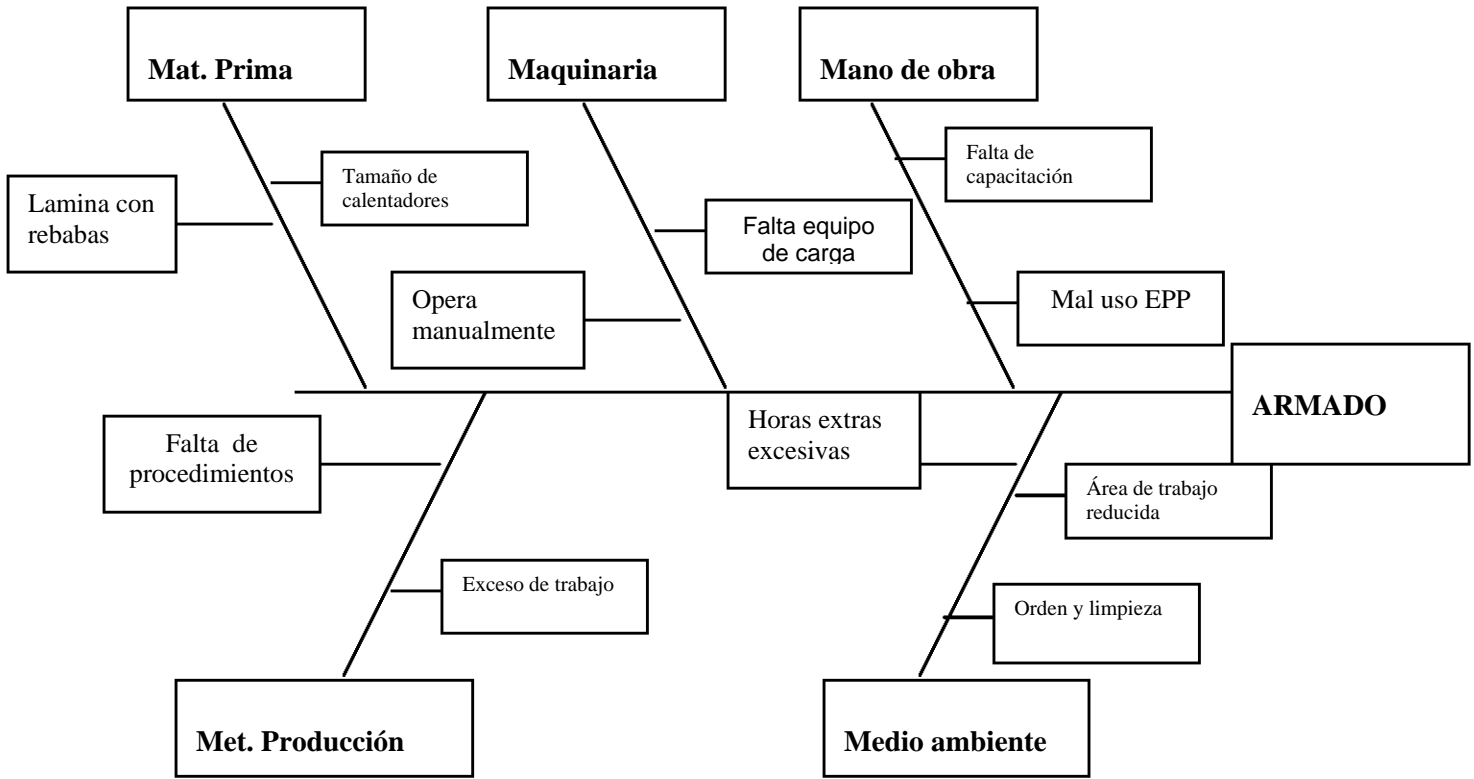 Mat. Prima
Maquinaria
Mano de obra
Falta de
capacitación
Tamaño de
calentadores
Lamina con
rebabas
Falta equipo
de carga
Opera
manualmente
Mal uso EPP
ARMADO
Horas extras
excesivas
Falta de
procedimientos
Área de trabajo
reducida
Exceso de trabajo
Orden y limpieza
Met. Producción
Medio ambiente